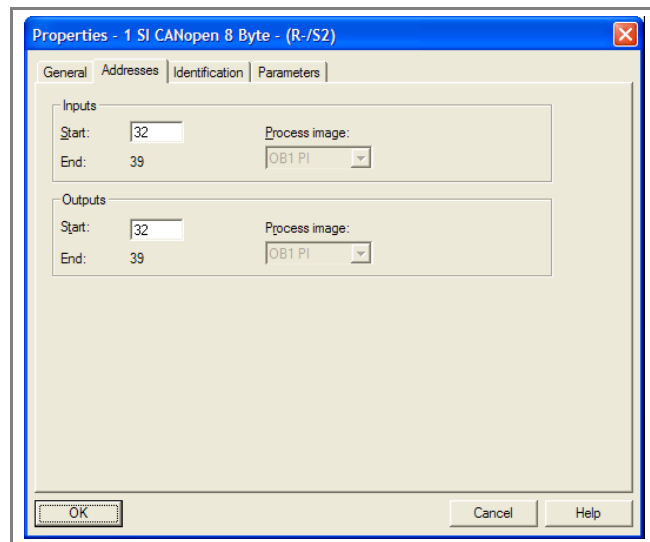 Properties - 1 SI CANopen 8 Byte - (R-/S2)
General Addresses Identification Parameters
Inputs
Start: 32 Process image:
End: 39 OB1 PI
Outputs
Start: 32 Process image:
End: 39 OB1 PI
OK Cancel Help